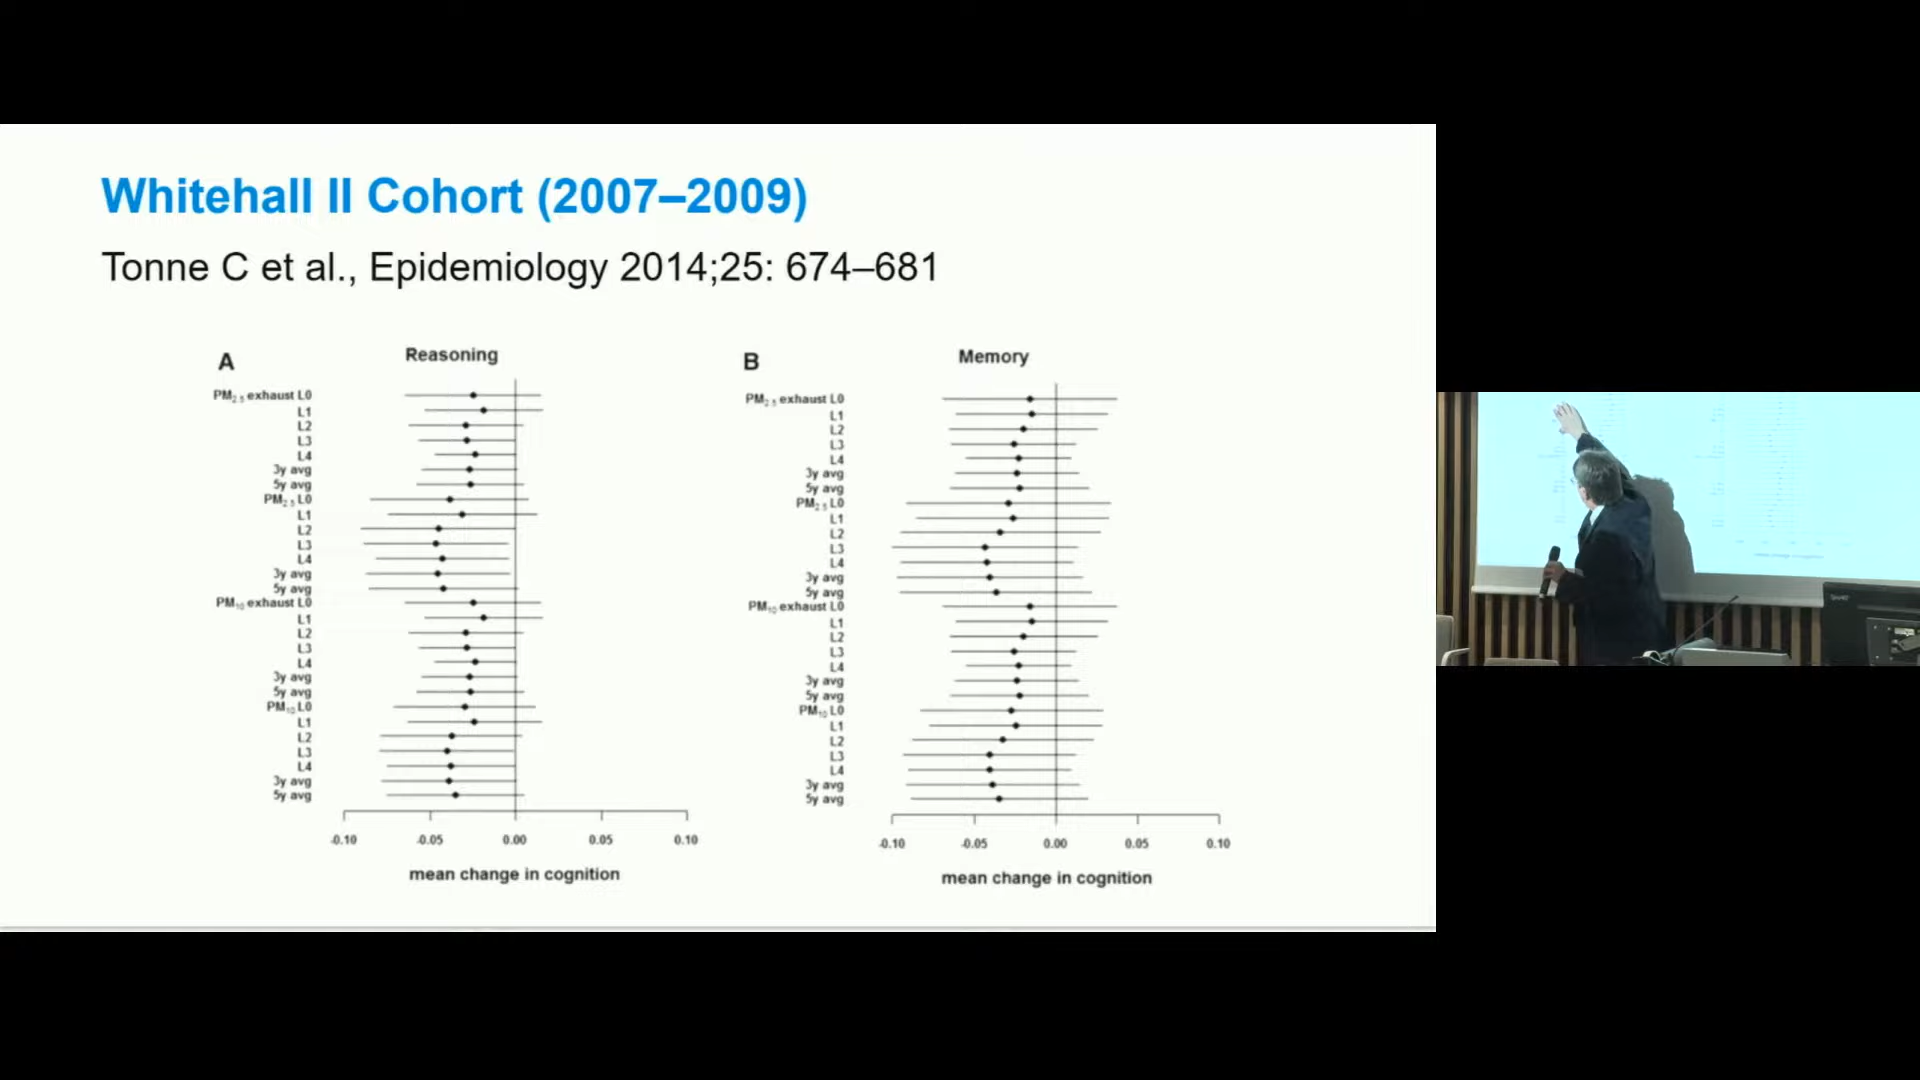 Whitehall II Cohort (2007–2009)
Tonne C et al., Epidemiology 2014;25: 674–681
A
Reasoning
PM2.5 exhaust L0
L1
L2
L3
L4
3y avg
5y avg
PM2.5 L0
L1
L2
L3
L4
3y avg
5y avg
PM10 exhaust L0
L1
L2
L3
L4
3y avg
5y avg
PM10 L0
L1
L2
L3
L4
3y avg
5y avg
-0.10 -0.05 0.00 0.05 0.10
mean change in cognition
B
Memory
PM2.5 exhaust L0
L1
L2
L3
L4
3y avg
5y avg
PM2.5 L0
L1
L2
L3
L4
3y avg
5y avg
PM10 exhaust L0
L1
L2
L3
L4
3y avg
5y avg
PM10 L0
L1
L2
L3
L4
3y avg
5y avg
-0.10 -0.05 0.00 0.05 0.10
mean change in cognition